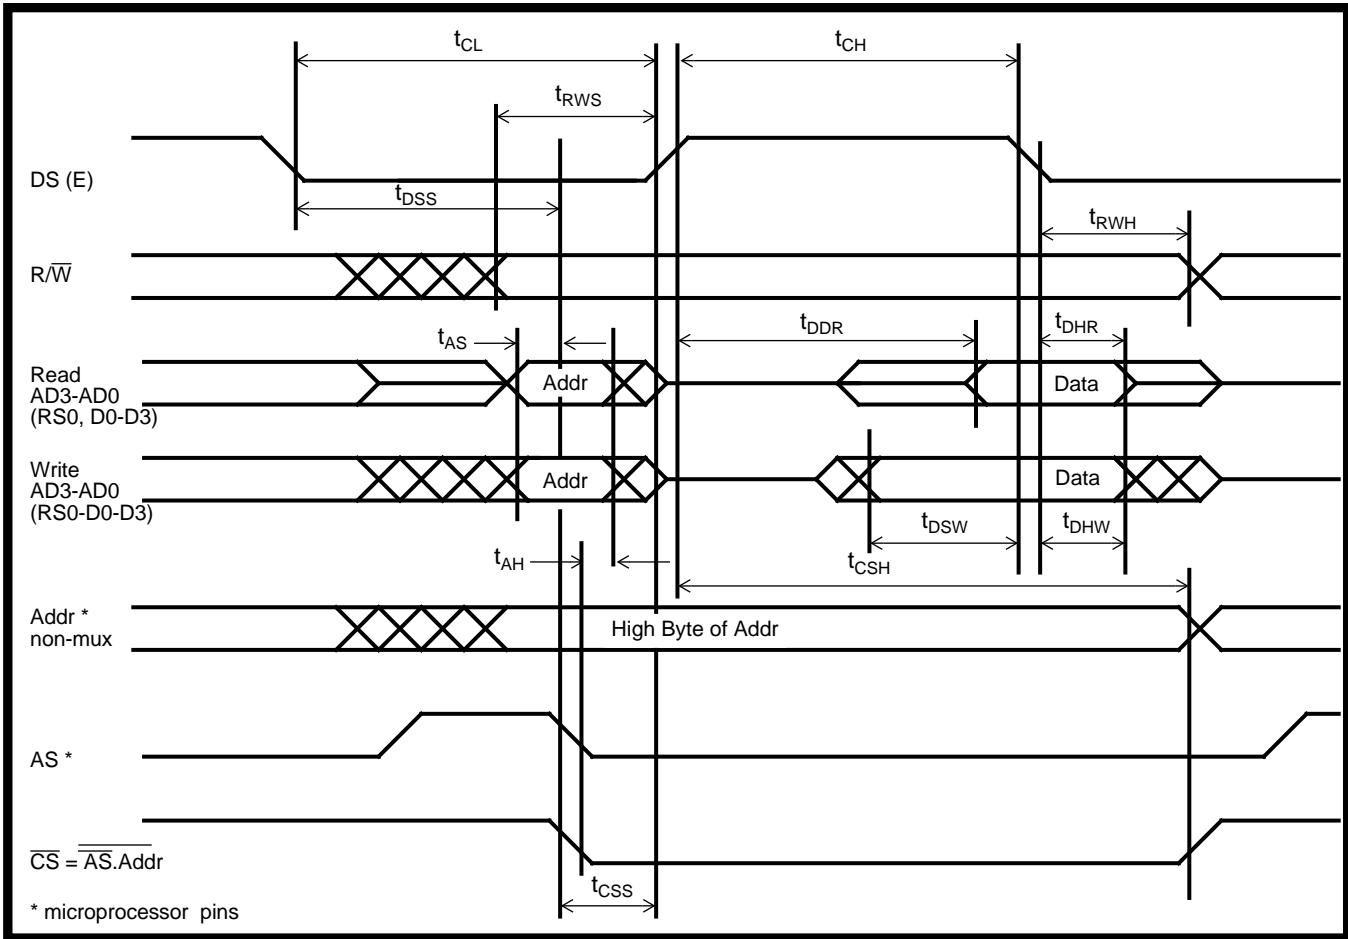 tCL
tCH
tRWS
DS (E)
tDSS
tRWH
R/W̅
tDDR
tDHR
tAS
Read
AD3-AD0
(RS0, D0-D3)
Addr
Data
Write
AD3-AD0
(RS0-D0-D3)
Addr
Data
tDSW
tDHW
tAH
tCSH
Addr *
non-mux
High Byte of Addr
AS *
CS = AS.Addr
tCSS
* microprocessor pins